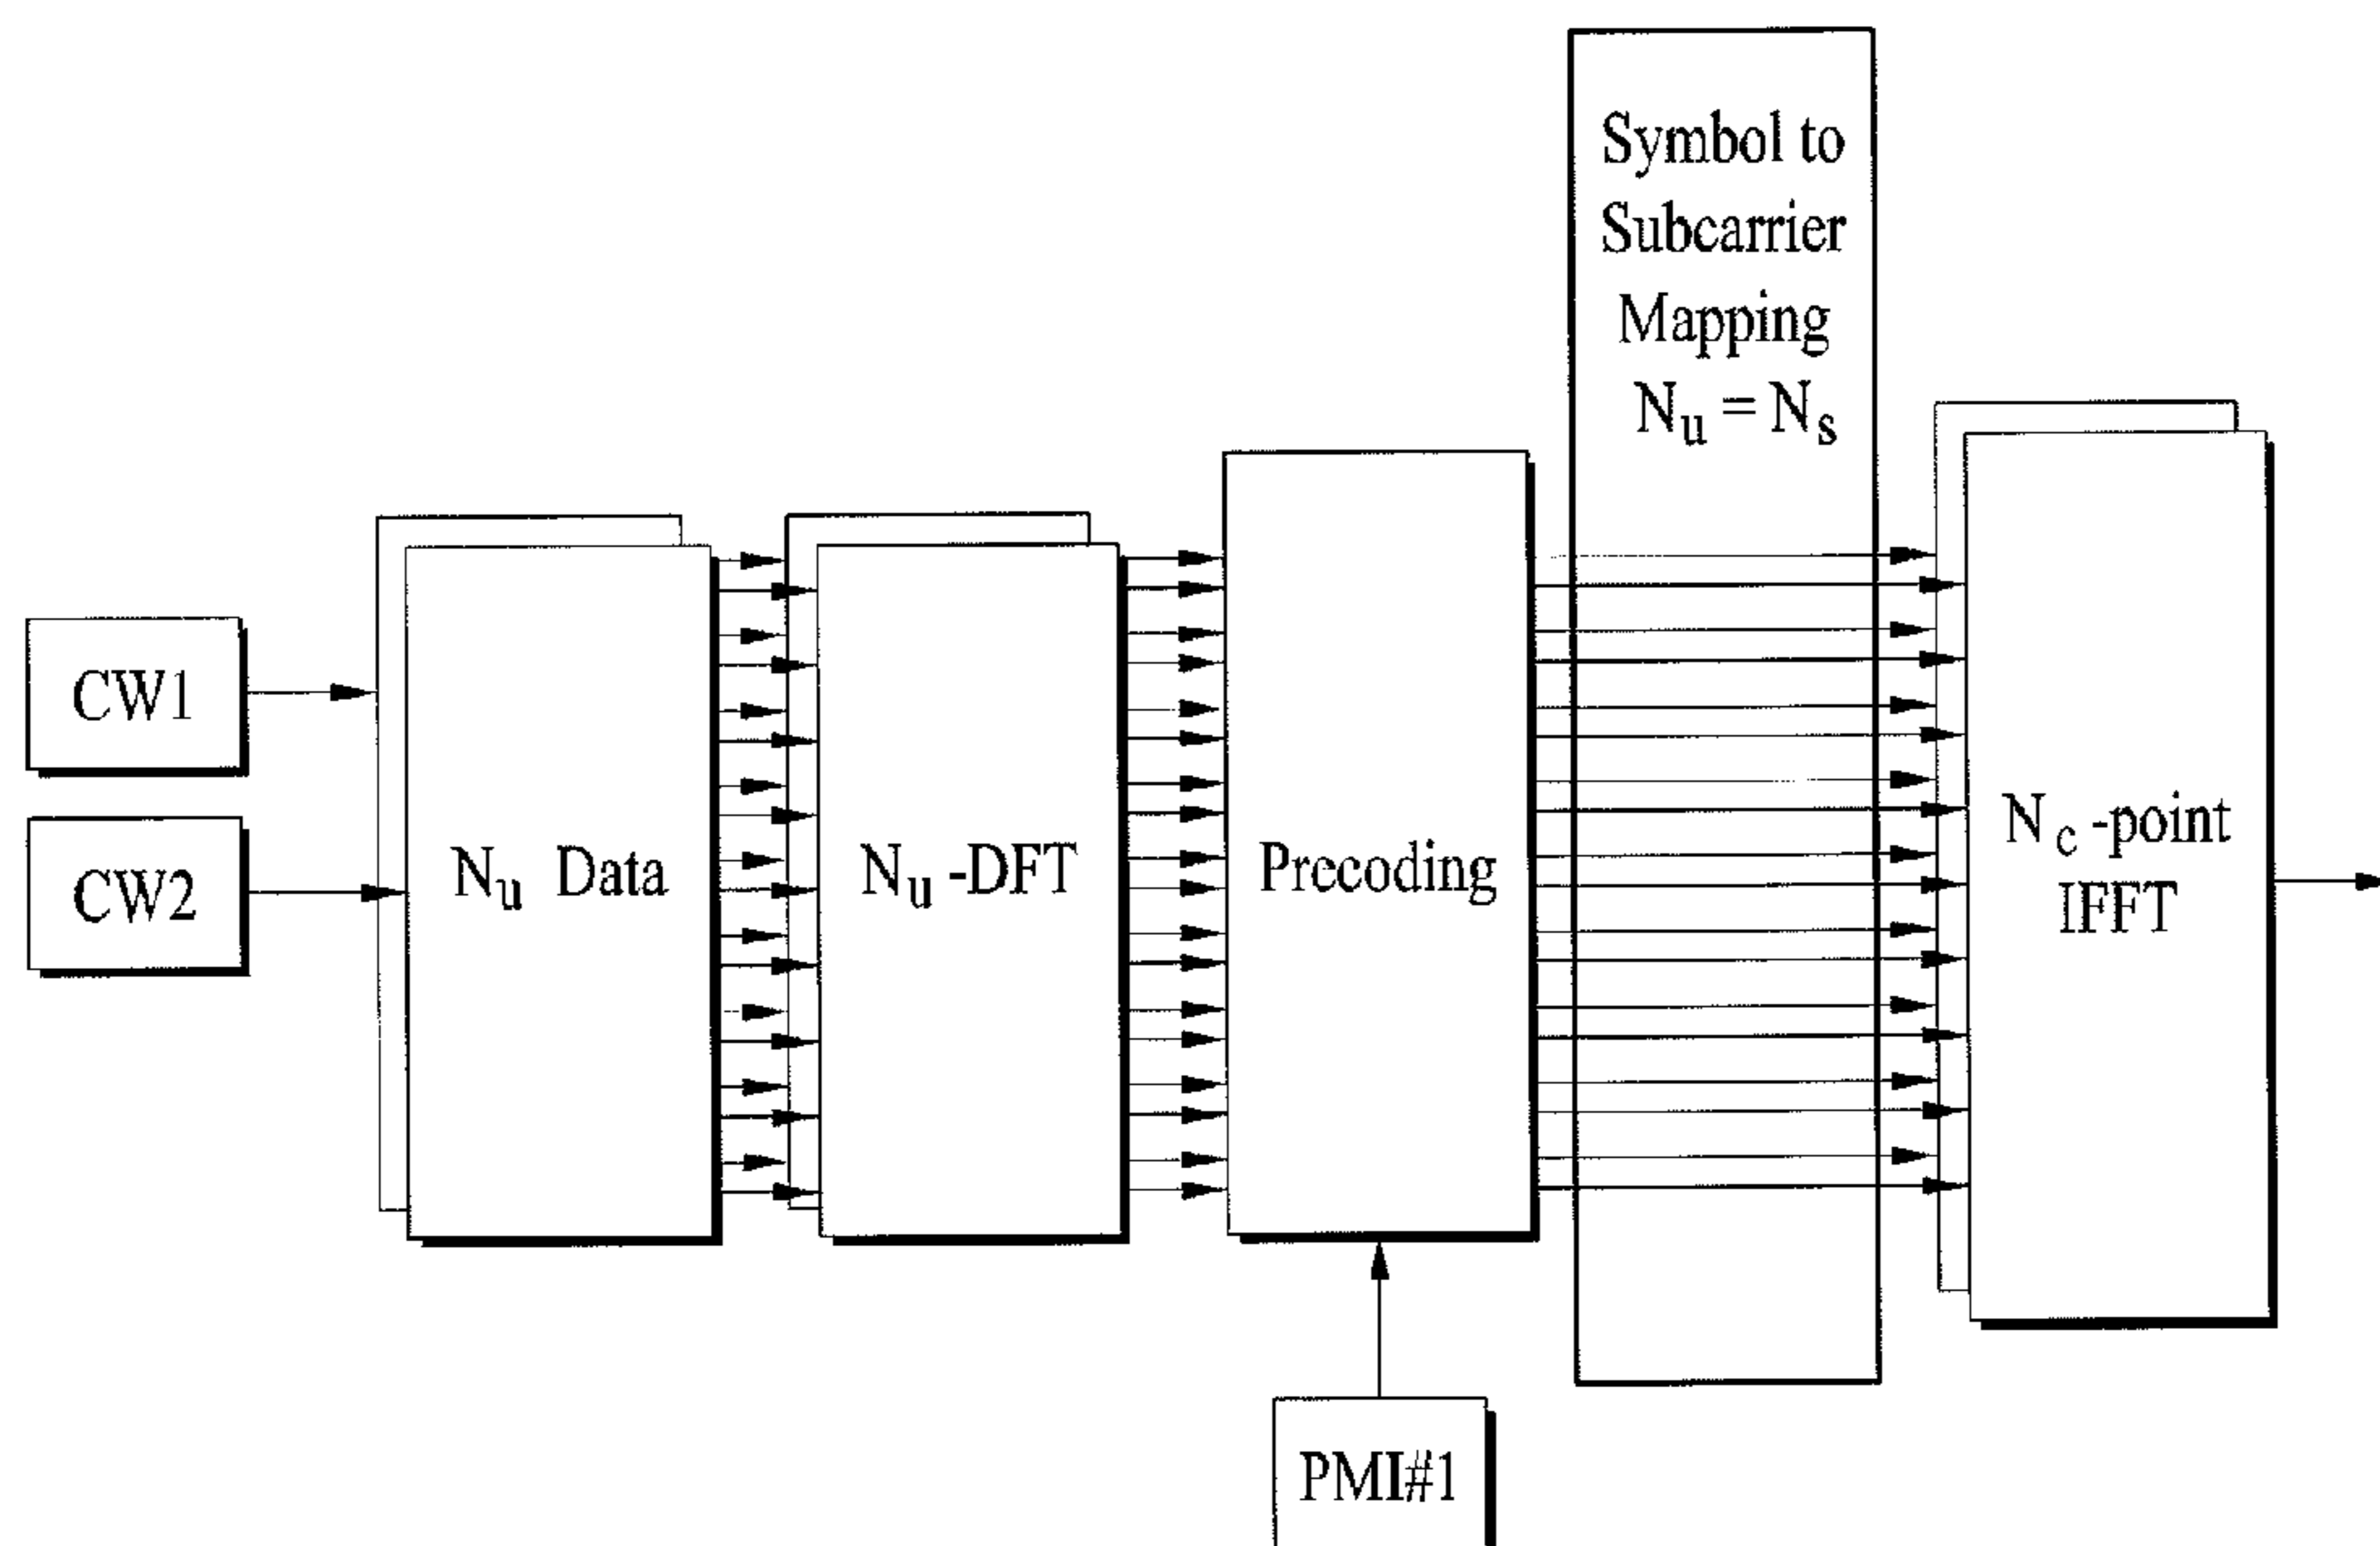 CW1
CW2
Nu Data
Nu -DFT
Precoding
PMI#1
Symbol to
Subcarrier
Mapping
Nu = Ns
Nc -point
IFFT